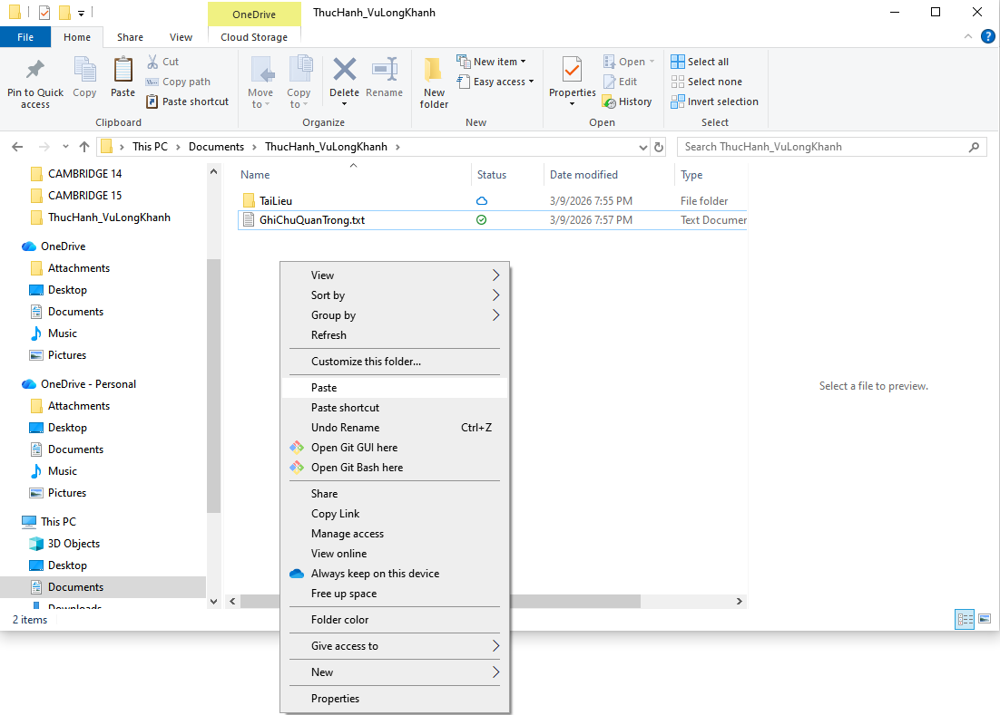 ThucHanh_VuLongKhanh
OneDrive
File
Home
Share
View
Cloud Storage
Pin to Quick access
Copy
Paste
Cut
Copy path
Paste shortcut
Clipboard
Move to
Copy to
Delete
Rename
Organize
New folder
New item
Easy access
New
Properties
Open
Edit
History
Open
Select all
Select none
Invert selection
Select
This PC > Documents > ThucHanh_VuLongKhanh >
Search ThucHanh_VuLongKhanh
CAMBRIDGE 14
CAMBRIDGE 15
ThucHanh_VuLongKhanh
OneDrive
Attachments
Desktop
Documents
Music
Pictures
OneDrive - Personal
Attachments
Desktop
Documents
Music
Pictures
This PC
3D Objects
Desktop
Documents
Downloads
Name Status Date modified Type
TaiLieu 3/9/2026 7:55 PM File folder
GhiChuQuanTrong.txt 3/9/2026 7:57 PM Text Documen
View
Sort by
Group by
Refresh
Customize this folder...
Paste
Paste shortcut
Undo Rename Ctrl+Z
Open Git GUI here
Open Git Bash here
Share
Copy Link
Manage access
View online
Always keep on this device
Free up space
Folder color
Give access to
New
Properties
Select a file to preview.
2 items